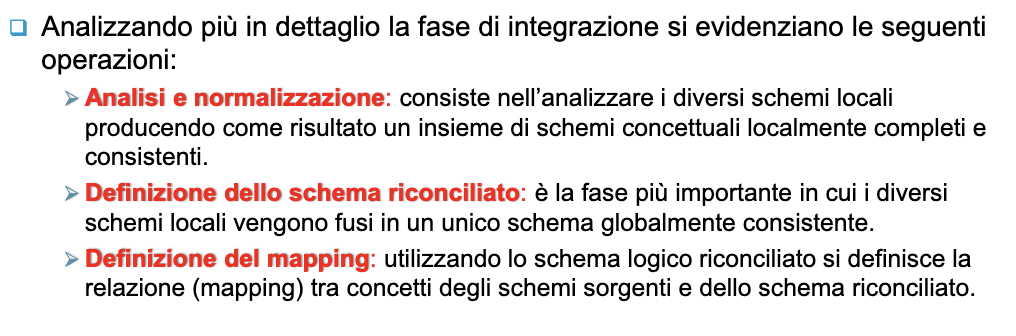 Analizzando più in dettaglio la fase di integrazione si evidenziano le seguenti
operazioni:
Analisi e normalizzazione: consiste nell’analizzare i diversi schemi locali
producendo come risultato un insieme di schemi concettuali localmente completi e
consistenti.
Definizione dello schema riconciliato: è la fase più importante in cui i diversi
schemi locali vengono fusi in un unico schema globalmente consistente.
Definizione del mapping: utilizzando lo schema logico riconciliato si definisce la
relazione (mapping) tra concetti degli schemi sorgenti e dello schema riconciliato.